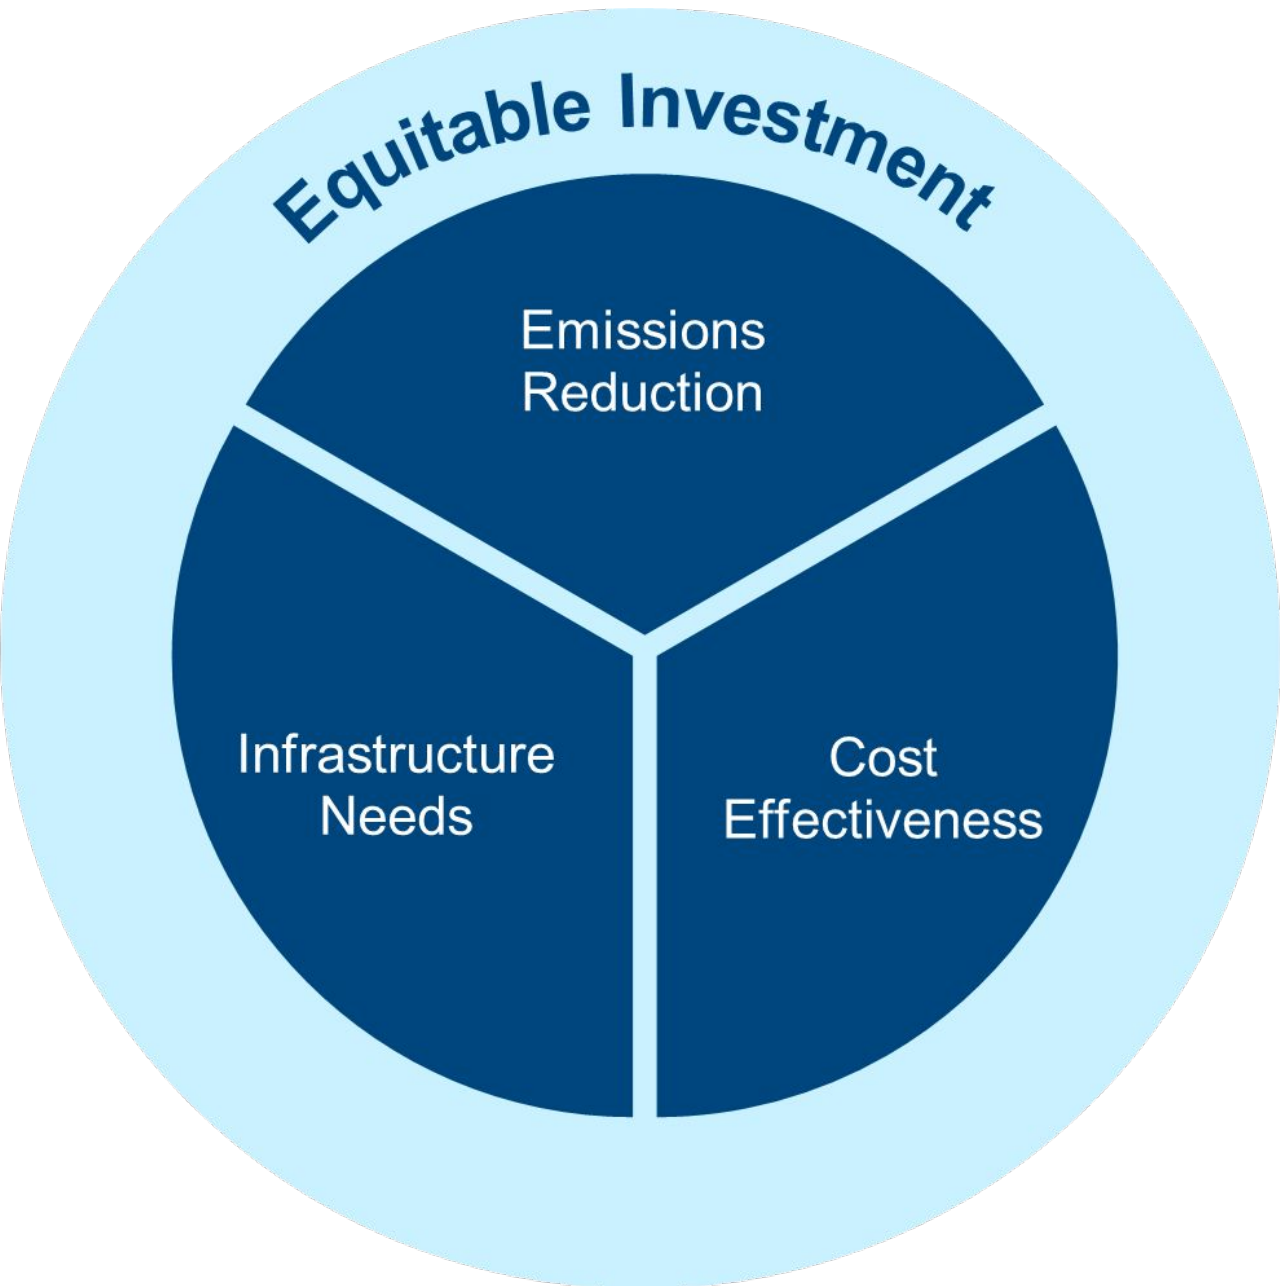 Equitable Investment
Emissions
Reduction
Infrastructure
Needs
Cost
Effectiveness